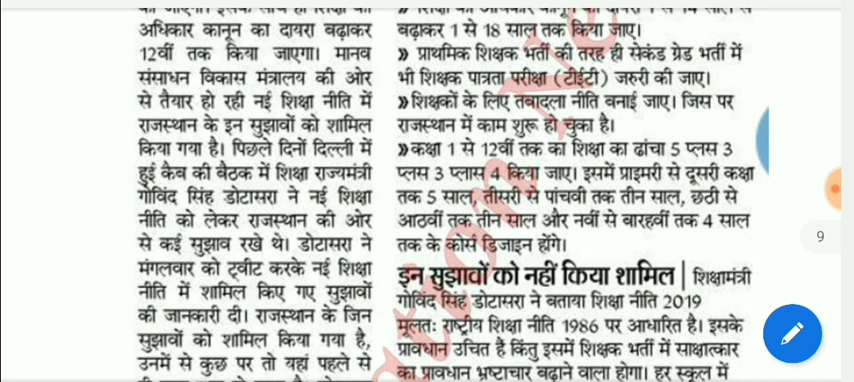 अधिकार कानून का दायरा बढ़ाकर
12वीं तक किया जाएगा। मानव
संसाधन विकास मंत्रालय की ओर
से तैयार हो रही नई शिक्षा नीति में
राजस्थान के इन सुझावों को शामिल
किया गया है। पिछले दिनों दिल्ली में
हुई कैब की बैठक में शिक्षा राज्यमंत्री
गोविंद सिंह डोटासरा ने नई शिक्षा
नीति को लेकर राजस्थान की ओर
से कई सुझाव रखे थे। डोटासरा ने
मंगलवार को ट्वीट करके नई शिक्षा
नीति में शामिल किए गए सुझावों
की जानकारी दी। राजस्थान के जिन
सुझावों को शामिल किया गया है,
उनमें से कुछ पर तो यहां पहले से
बढ़ाकर 1 से 18 साल तक किया जाए।
» प्राथमिक शिक्षक भर्ती की तरह ही सेकंड ग्रेड भर्ती में
भी शिक्षक पात्रता परीक्षा (टीईटी) जरुरी की जाए।
» शिक्षकों के लिए तबादला नीति बनाई जाए। जिस पर
राजस्थान में काम शुरू हो चुका है।
» कक्षा 1 से 12वीं तक का शिक्षा का ढांचा 5 प्लस 3
प्लस 3 प्लास 4 किया जाए। इसमें प्राइमरी से दूसरी कक्षा
तक 5 साल, तीसरी से पांचवी तक तीन साल, छठी से
आठवीं तक तीन साल और नवीं से बारहवीं तक 4 साल
तक के कोर्स डिजाइन होंगे।
इन सुझावों को नहीं किया शामिल | शिक्षामंत्री
गोविंद सिंह डोटासरा ने बताया शिक्षा नीति 2019
मूलत: राष्ट्रीय शिक्षा नीति 1986 पर आधारित है। इसके
प्रावधान उचित हैं किंतु इसमें शिक्षक भर्ती में साक्षात्कार
का प्रावधान भ्रष्टाचार बढ़ाने वाला होगा। हर स्कूल में
9